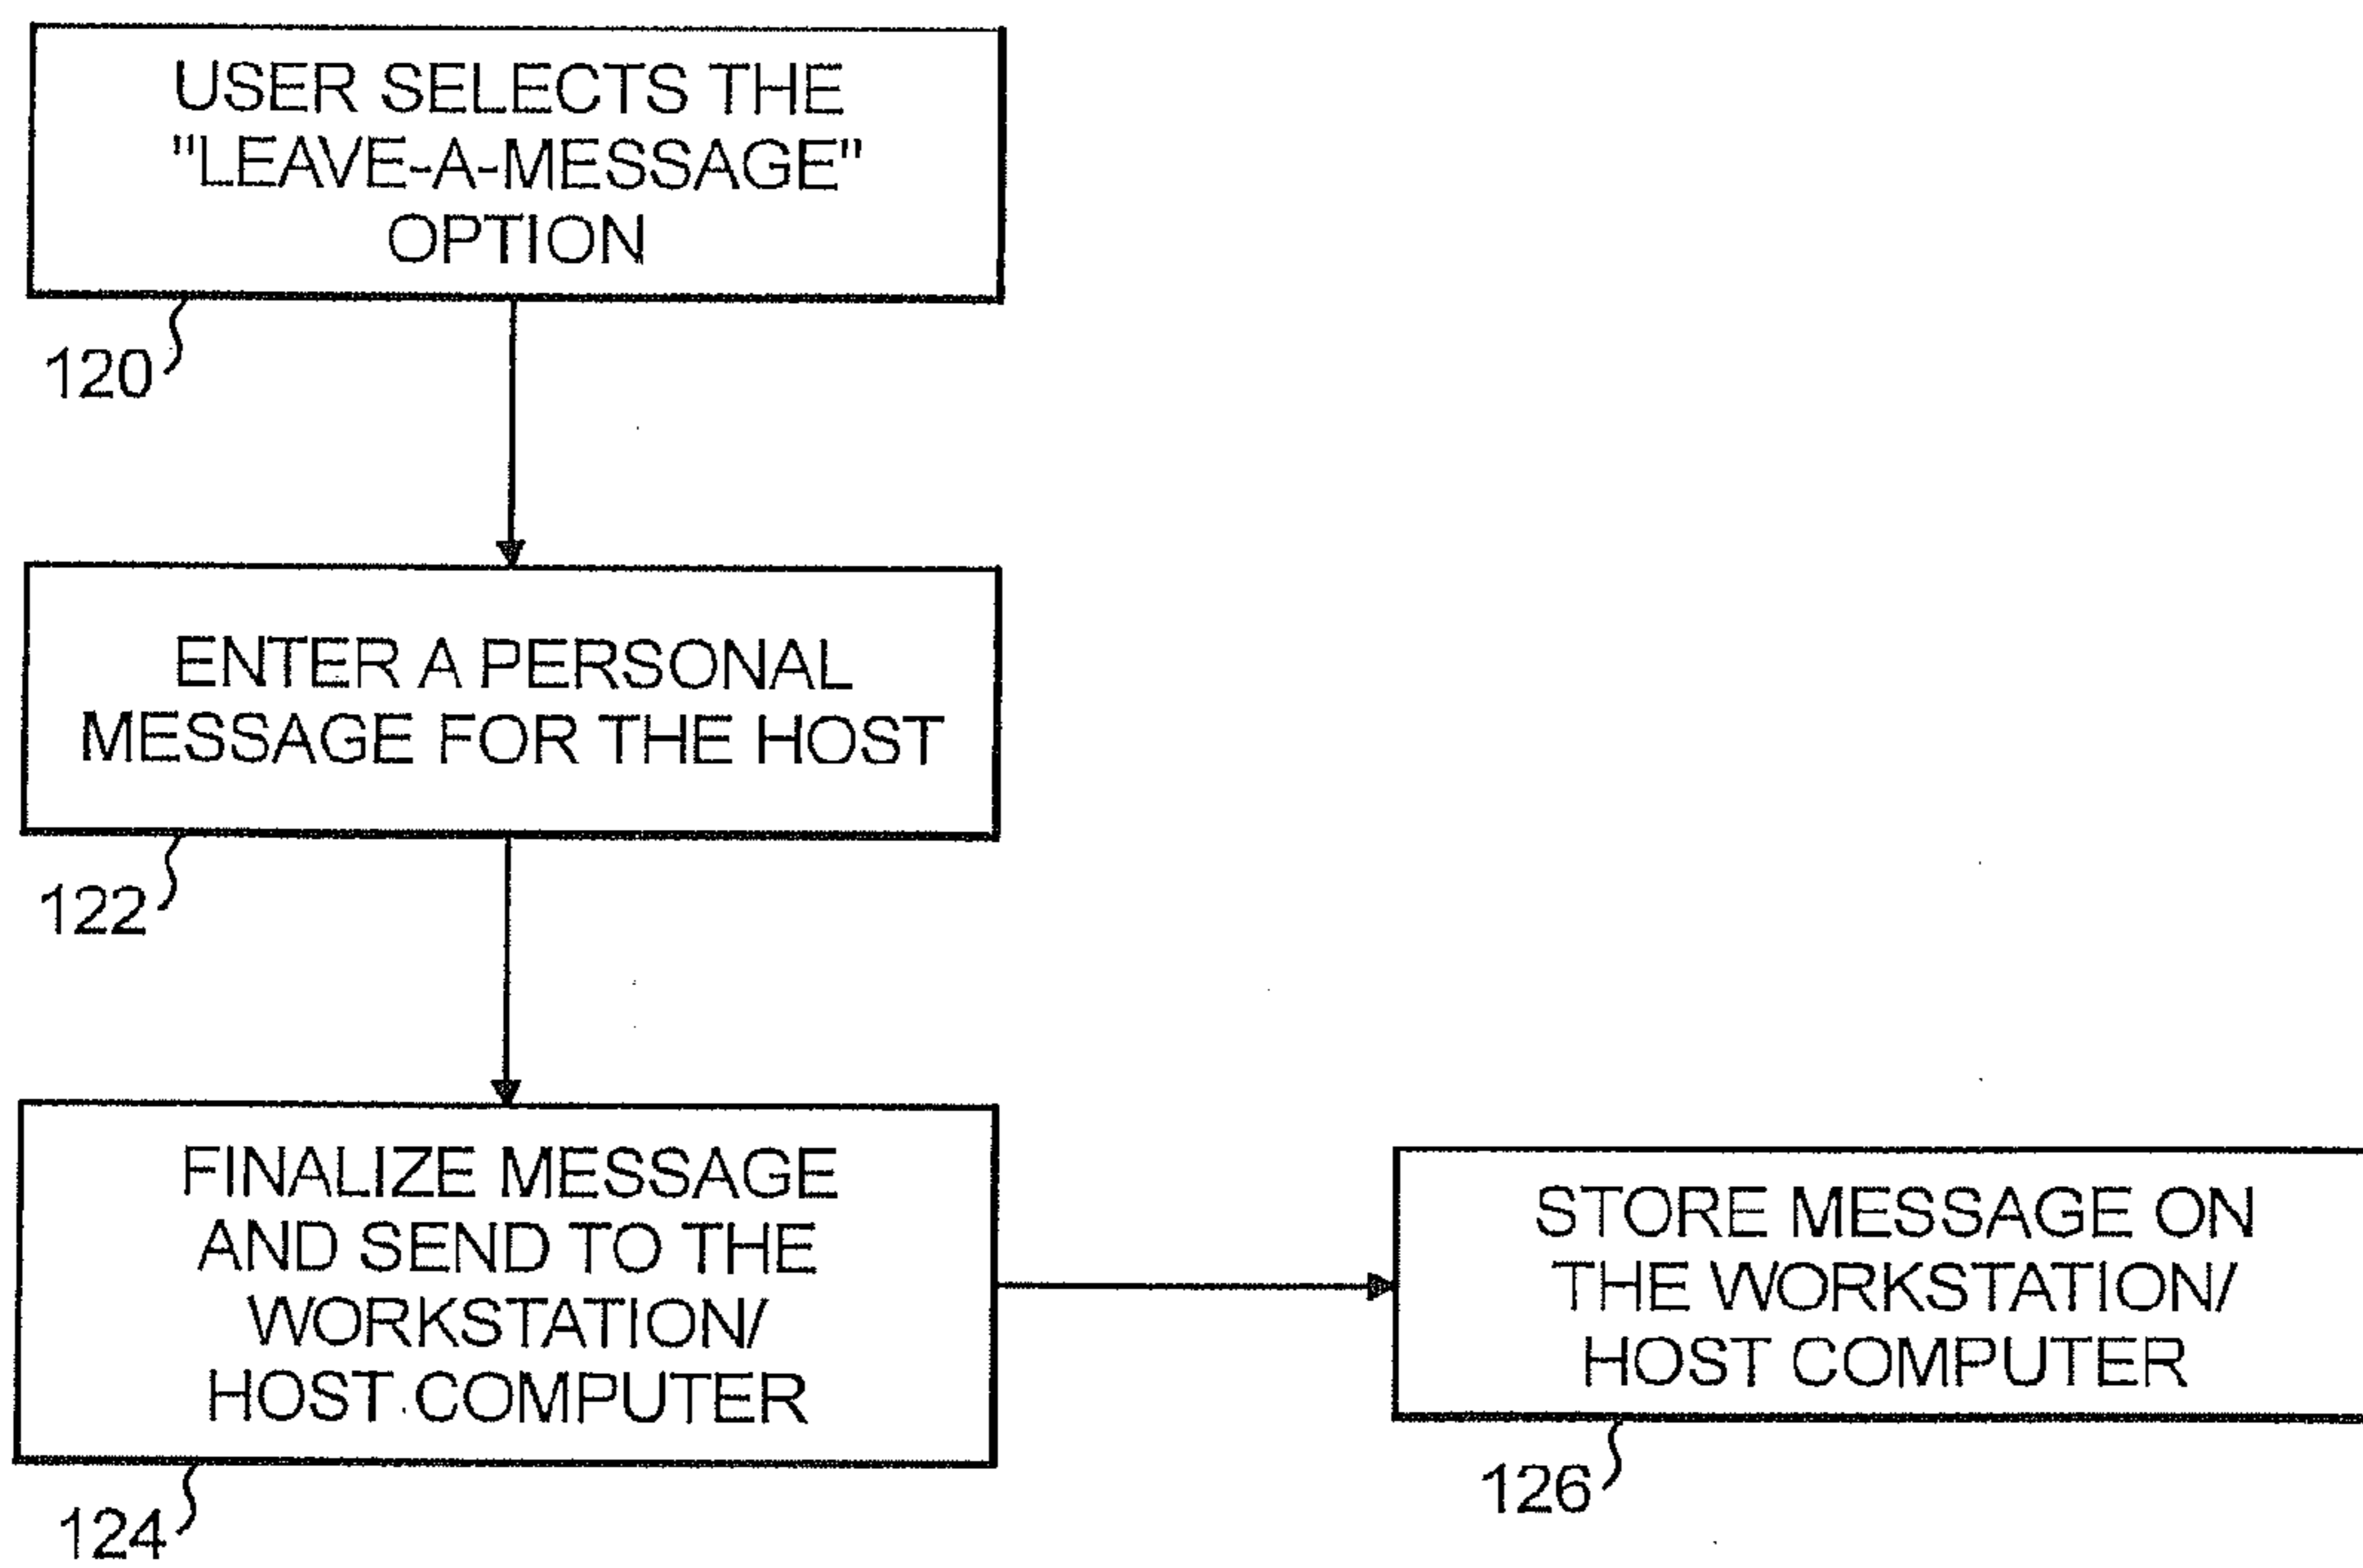 USER SELECTS THE
"LEAVE-A-MESSAGE"
OPTION
120
ENTER A PERSONAL
MESSAGE FOR THE HOST
122
FINALIZE MESSAGE
AND SEND TO THE
WORKSTATION/
HOST COMPUTER
124
STORE MESSAGE ON
THE WORKSTATION/
HOST COMPUTER
126